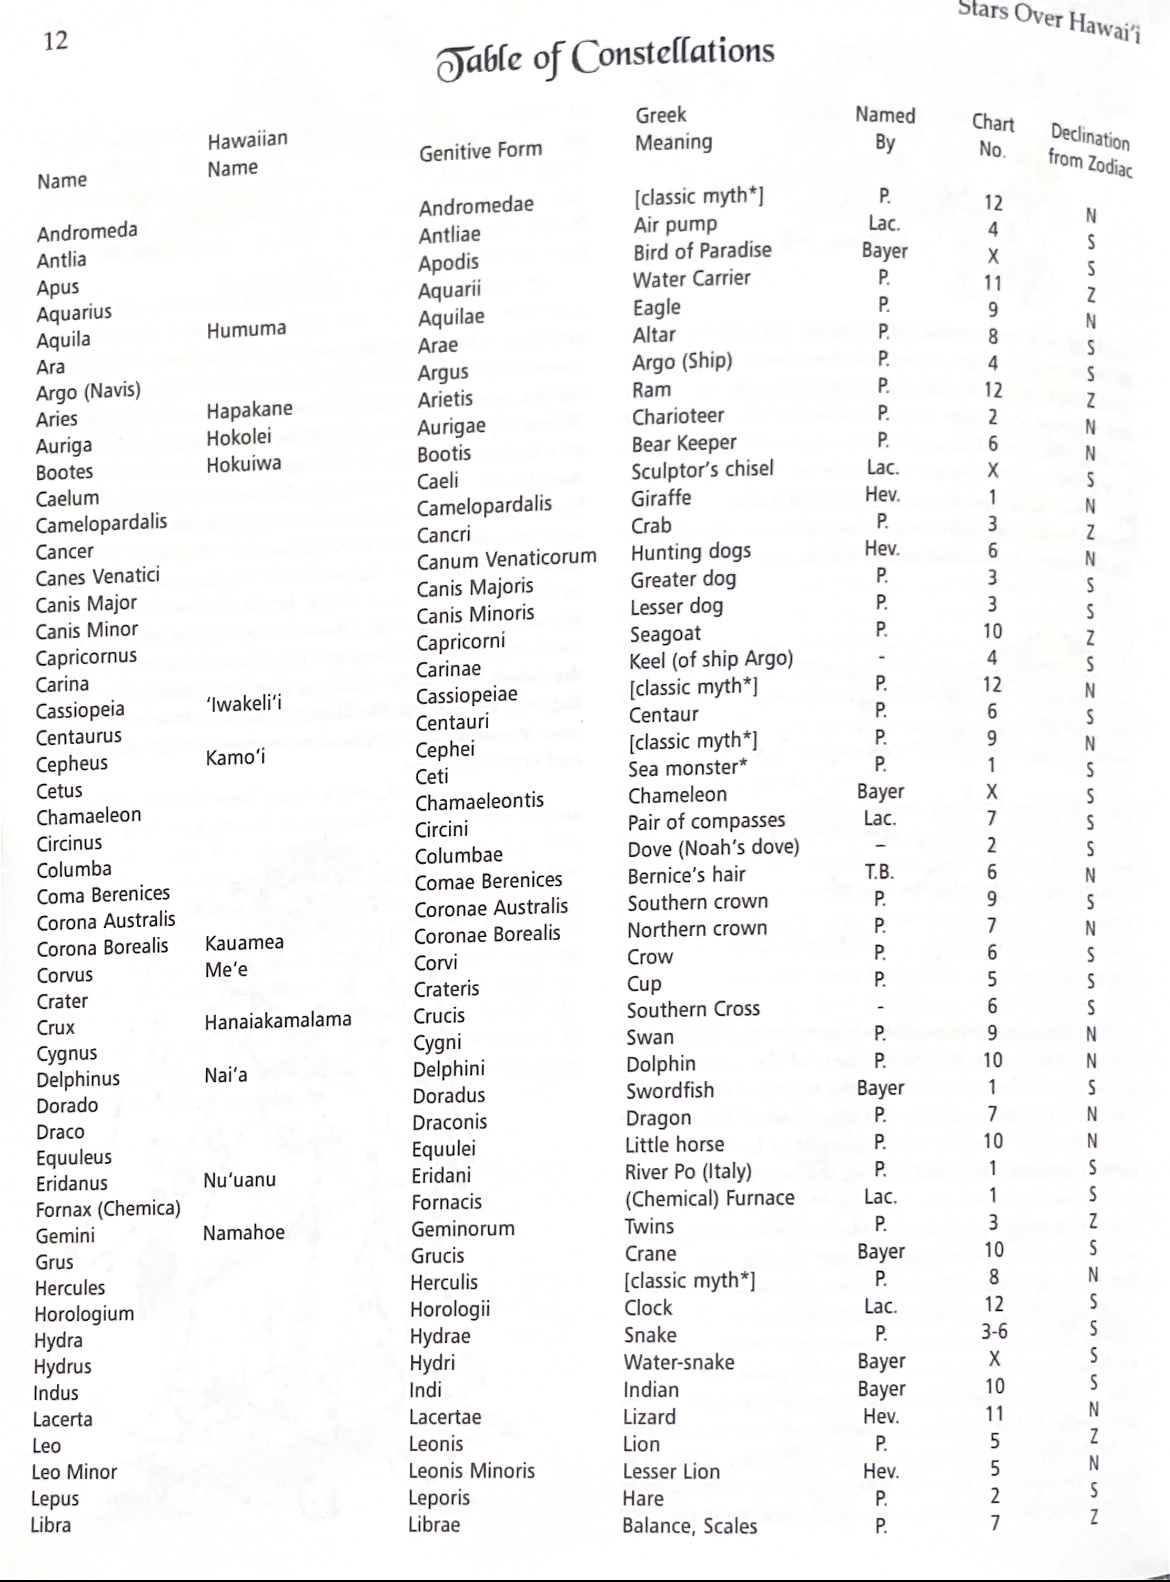 12
Stars Over Hawai‘i
Table of Constellations
Name	Hawaiian Name	Genitive Form	Greek Meaning	Named By	Chart No.	Declination from Zodiac
Andromeda		Andromedae	[classic myth*]	P.	12	N
Antlia		Antliae	Air pump	Lac.	4	S
Apus		Apodis	Bird of Paradise	Bayer	X	S
Aquarius		Aquarii	Water Carrier	P.	11	Z
Aquila	Humuma	Aquilae	Eagle	P.	9	N
Ara		Arae	Altar	P.	8	S
Argo (Navis)		Argus	Argo (Ship)	P.	4	S
Aries	Hapakane	Arietis	Ram	P.	12	Z
Auriga	Hokolei	Aurigae	Charioteer	P.	2	N
Bootes	Hokuiwa	Bootis	Bear Keeper	P.	6	N
Caelum		Caeli	Sculptor’s chisel	Lac.	X	S
Camelopardalis		Camelopardalis	Giraffe	Hev.	1	N
Cancer		Cancri	Crab	P.	3	Z
Canes Venatici		Canum Venaticorum	Hunting dogs	Hev.	6	N
Canis Major		Canis Majoris	Greater dog	P.	3	S
Canis Minor		Canis Minoris	Lesser dog	P.	3	S
Capricornus		Capricorni	Seagoat	P.	10	Z
Carina		Carinae	Keel (of ship Argo)	-	4	S
Cassiopeia	‘Iwakeli‘i	Cassiopeiae	[classic myth*]	P.	12	N
Centaurus		Centauri	Centaur	P.	6	S
Cepheus	Kamo‘i	Cephei	[classic myth*]	P.	9	N
Cetus		Ceti	Sea monster*	P.	1	S
Chamaeleon		Chamaeleontis	Chameleon	Bayer	X	S
Circinus		Circini	Pair of compasses	Lac.	7	S
Columba		Columbae	Dove (Noah’s dove)	–	2	S
Coma Berenices		Comae Berenices	Bernice’s hair	T.B.	6	N
Corona Australis		Coronae Australis	Southern crown	P.	9	S
Corona Borealis	Kauamea	Coronae Borealis	Northern crown	P.	7	N
Corvus	Me‘e	Corvi	Crow	P.	6	S
Crater		Crateris	Cup	P.	5	S
Crux	Hanaiakamalama	Crucis	Southern Cross	-	6	S
Cygnus		Cygni	Swan	P.	9	N
Delphinus	Nai‘a	Delphini	Dolphin	P.	10	N
Dorado		Doradus	Swordfish	Bayer	1	S
Draco		Draconis	Dragon	P.	7	N
Equuleus		Equulei	Little horse	P.	10	N
Eridanus	Nu‘uanu	Eridani	River Po (Italy)	P.	1	S
Fornax (Chemica)		Fornacis	(Chemical) Furnace	Lac.	1	S
Gemini	Namahoe	Geminorum	Twins	P.	3	Z
Grus		Grucis	Crane	Bayer	10	S
Hercules		Herculis	[classic myth*]	P.	8	N
Horologium		Horologii	Clock	Lac.	12	S
Hydra		Hydrae	Snake	P.	3-6	S
Hydrus		Hydri	Water-snake	Bayer	X	S
Indus		Indi	Indian	Bayer	10	S
Lacerta		Lacertae	Lizard	Hev.	11	N
Leo		Leonis	Lion	P.	5	Z
Leo Minor		Leonis Minoris	Lesser Lion	Hev.	5	N
Lepus		Leporis	Hare	P.	2	S
Libra		Librae	Balance, Scales	P.	7	Z